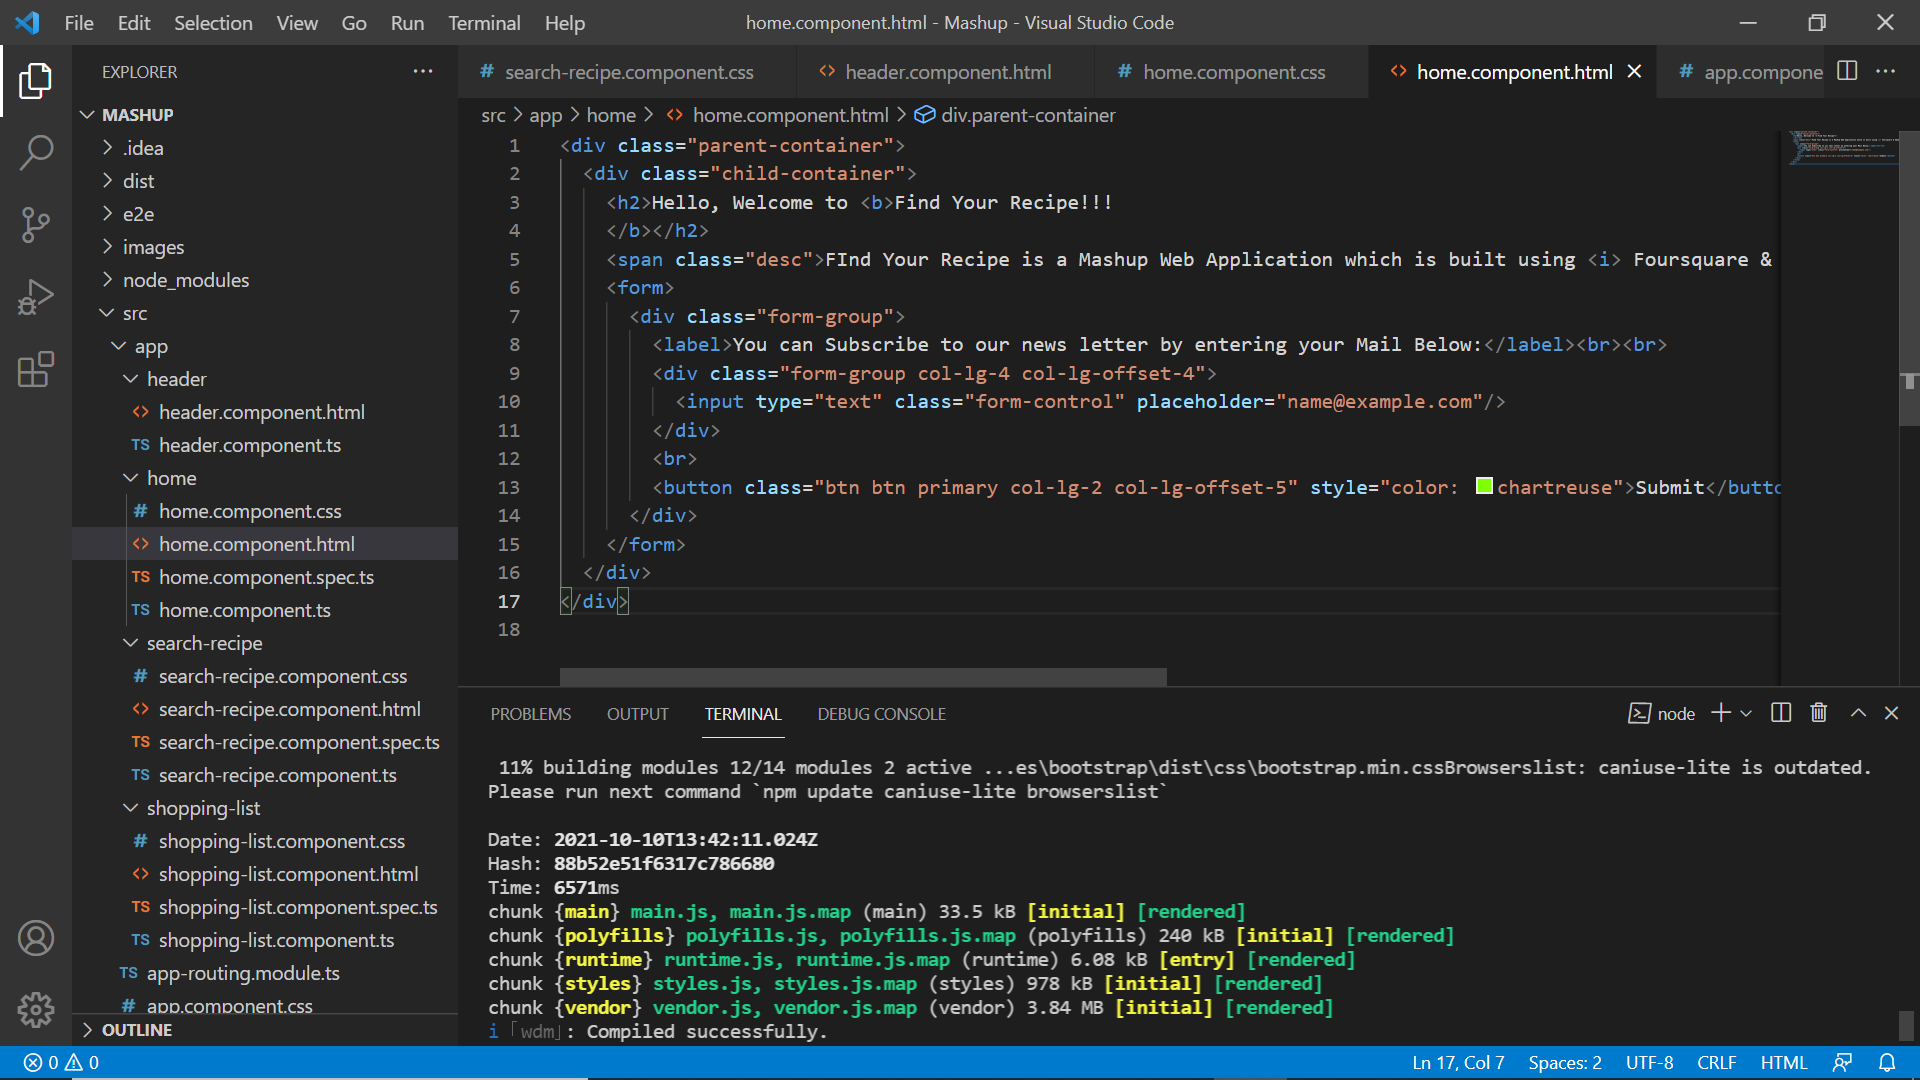 File Edit Selection View Go Run Terminal Help home.component.html - Mashup - Visual Studio Code
EXPLORER
# search-recipe.component.css <> header.component.html # home.component.css <> home.component.html # app.compone
MASHUP
.idea
dist
e2e
images
node_modules
src
app
header
<> header.component.html
TS header.component.ts
home
# home.component.css
<> home.component.html
TS home.component.spec.ts
TS home.component.ts
search-recipe
# search-recipe.component.css
<> search-recipe.component.html
TS search-recipe.component.spec.ts
TS search-recipe.component.ts
shopping-list
# shopping-list.component.css
<> shopping-list.component.html
TS shopping-list.component.spec.ts
TS shopping-list.component.ts
TS app-routing.module.ts
# app.component.css
OUTLINE
src > app > home > <> home.component.html > div.parent-container
1 <div class="parent-container">
2 <div class="child-container">
3 <h2>Hello, Welcome to <b>Find Your Recipe!!!
4 </b></h2>
5 <span class="desc">FInd Your Recipe is a Mashup Web Application which is built using <i> Foursquare &
6 <form>
7 <div class="form-group">
8 <label>You can Subscribe to our news letter by entering your Mail Below:</label><br><br>
9 <div class="form-group col-lg-4 col-lg-offset-4">
10 <input type="text" class="form-control" placeholder="name@example.com"/>
11 </div>
12 <br>
13 <button class="btn btn primary col-lg-2 col-lg-offset-5" style="color: chartreuse">Submit</butto
14 </div>
15 </form>
16 </div>
17 </div>
18
PROBLEMS OUTPUT TERMINAL DEBUG CONSOLE node
11% building modules 12/14 modules 2 active ...es\bootstrap\dist\css\bootstrap.min.cssBrowserslist: caniuse-lite is outdated.
Please run next command `npm update caniuse-lite browserslist`
Date: 2021-10-10T13:42:11.024Z
Hash: 88b52e51f6317c786680
Time: 6571ms
chunk {main} main.js, main.js.map (main) 33.5 kB [initial] [rendered]
chunk {polyfills} polyfills.js, polyfills.js.map (polyfills) 240 kB [initial] [rendered]
chunk {runtime} runtime.js, runtime.js.map (runtime) 6.08 kB [entry] [rendered]
chunk {styles} styles.js, styles.js.map (styles) 978 kB [initial] [rendered]
chunk {vendor} vendor.js, vendor.js.map (vendor) 3.84 MB [initial] [rendered]
i ｢wdm｣: Compiled successfully.
0 0 Ln 17, Col 7 Spaces: 2 UTF-8 CRLF HTML